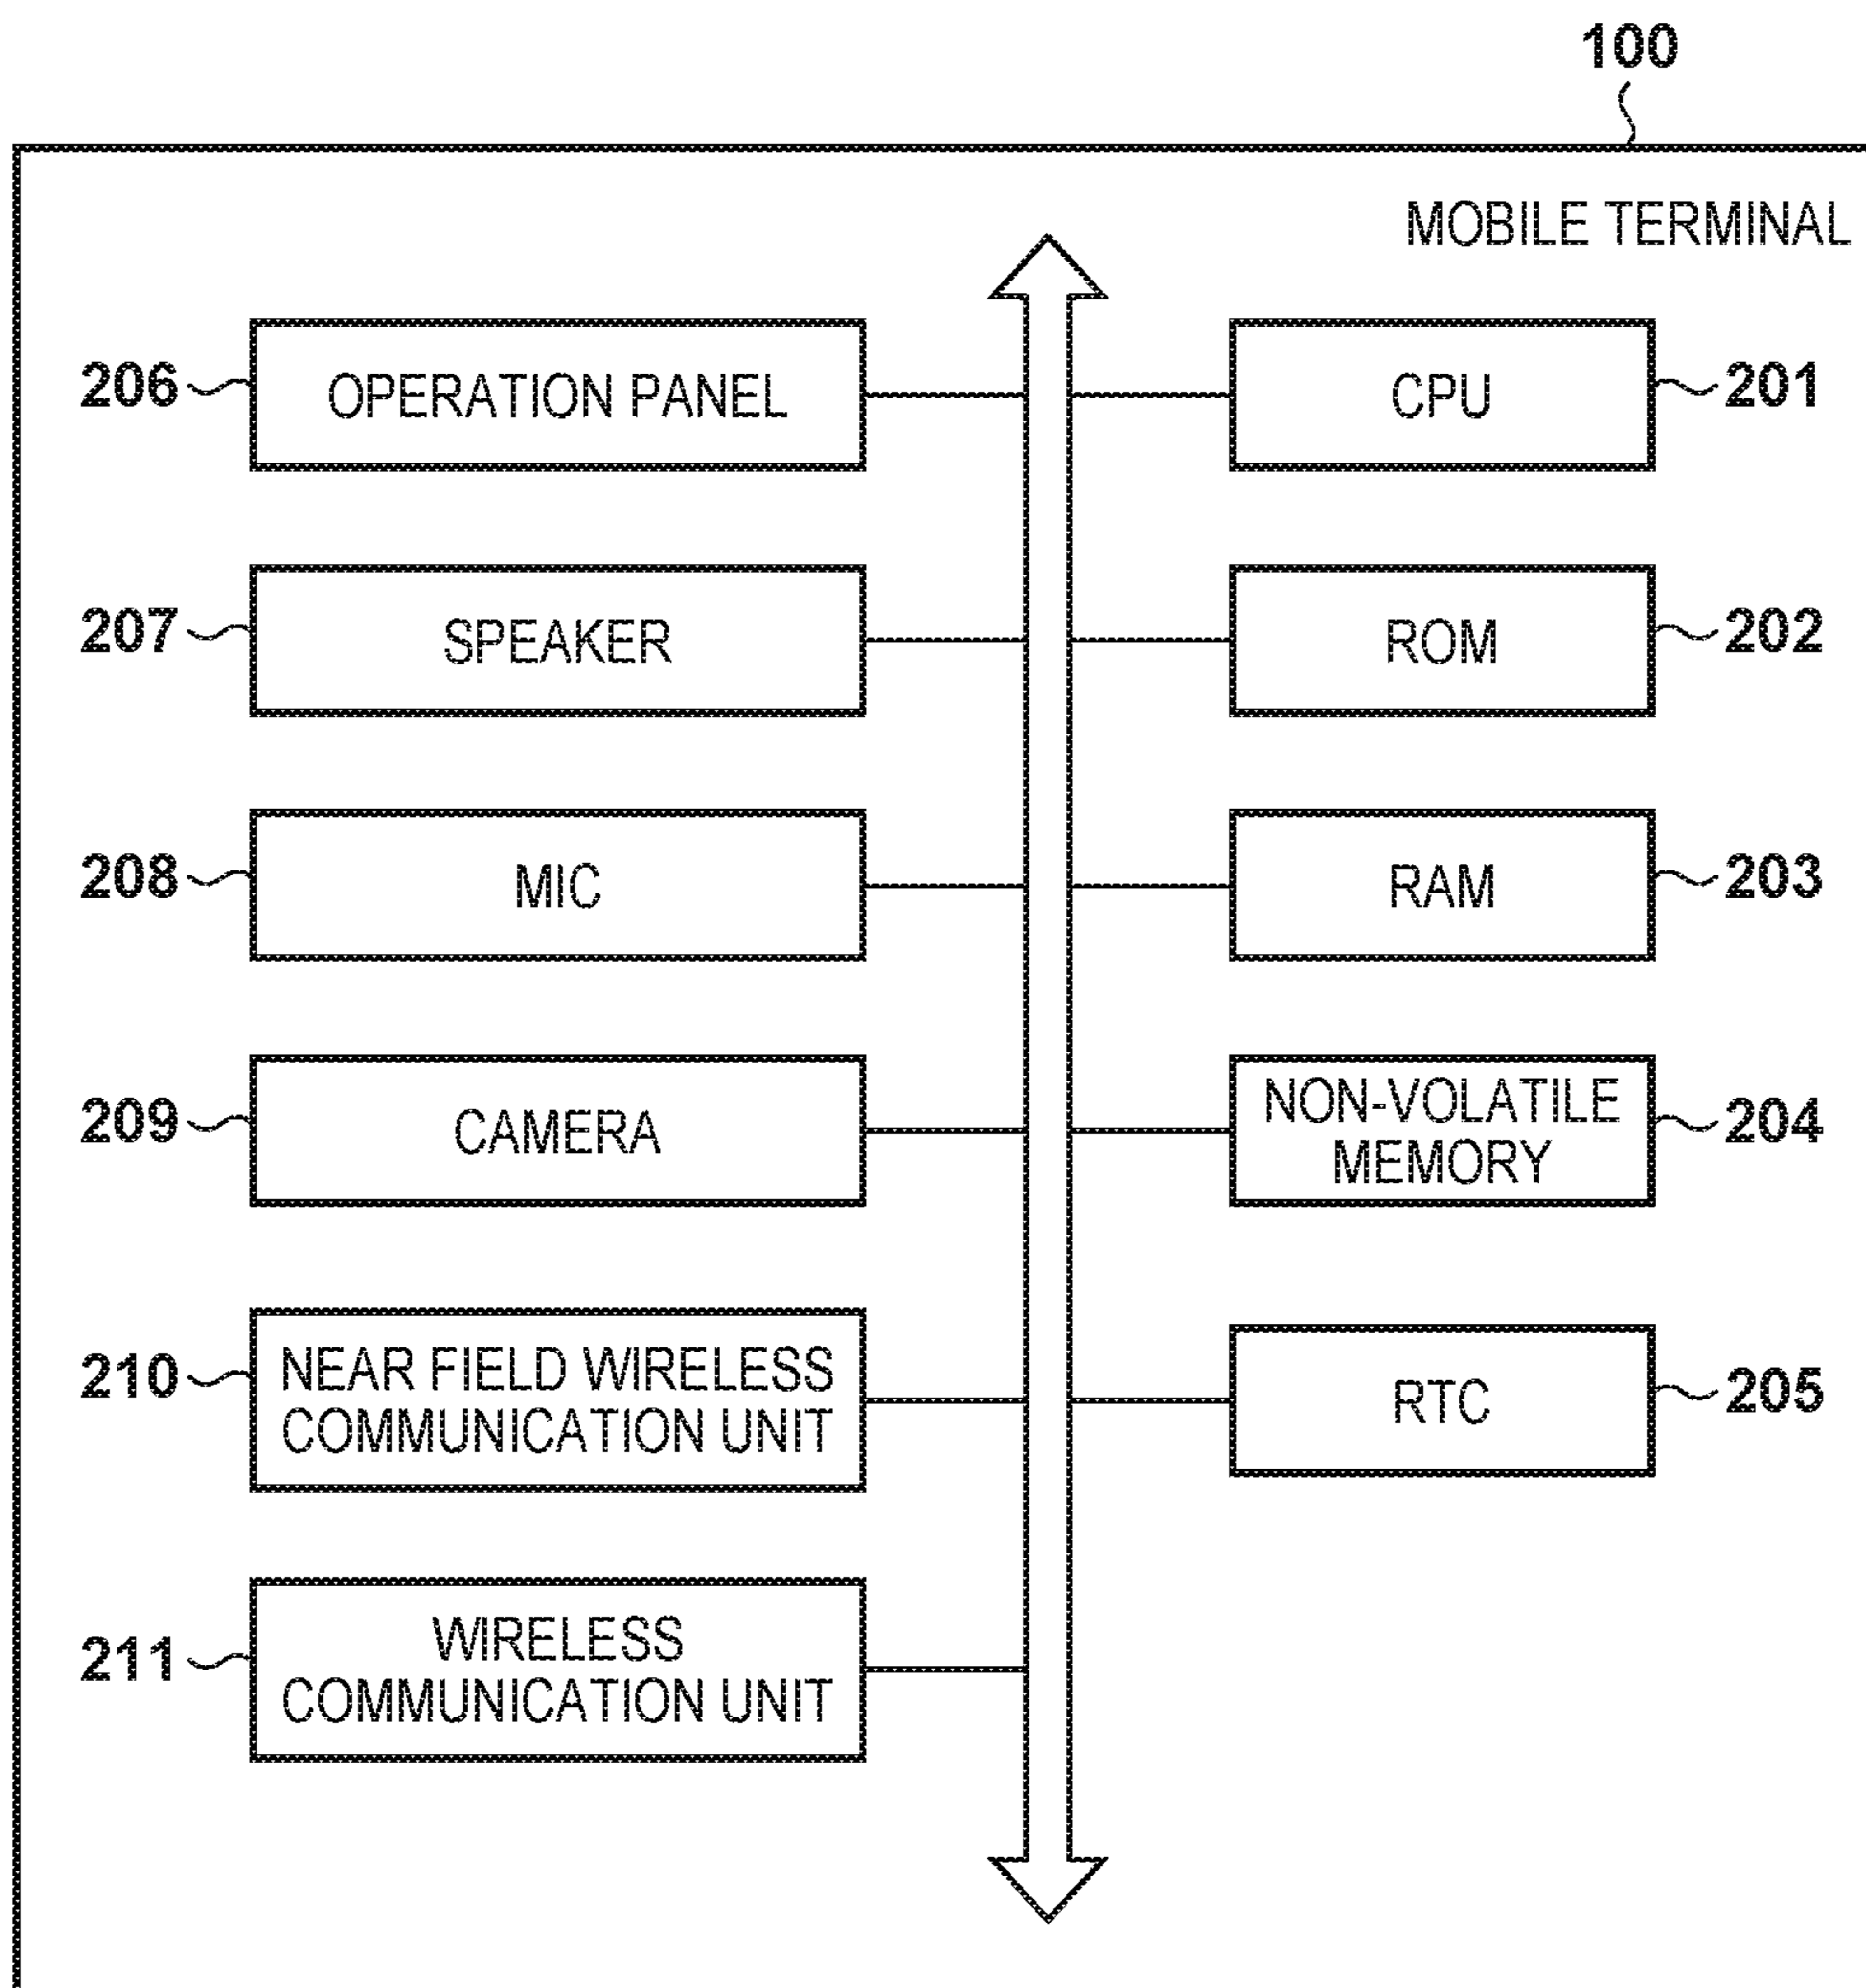 100
MOBILE TERMINAL
206
OPERATION PANEL
CPU
201
207
SPEAKER
ROM
202
208
MIC
RAM
203
209
CAMERA
NON-VOLATILE
MEMORY
204
210
NEAR FIELD WIRELESS
COMMUNICATION UNIT
RTC
205
211
WIRELESS
COMMUNICATION UNIT